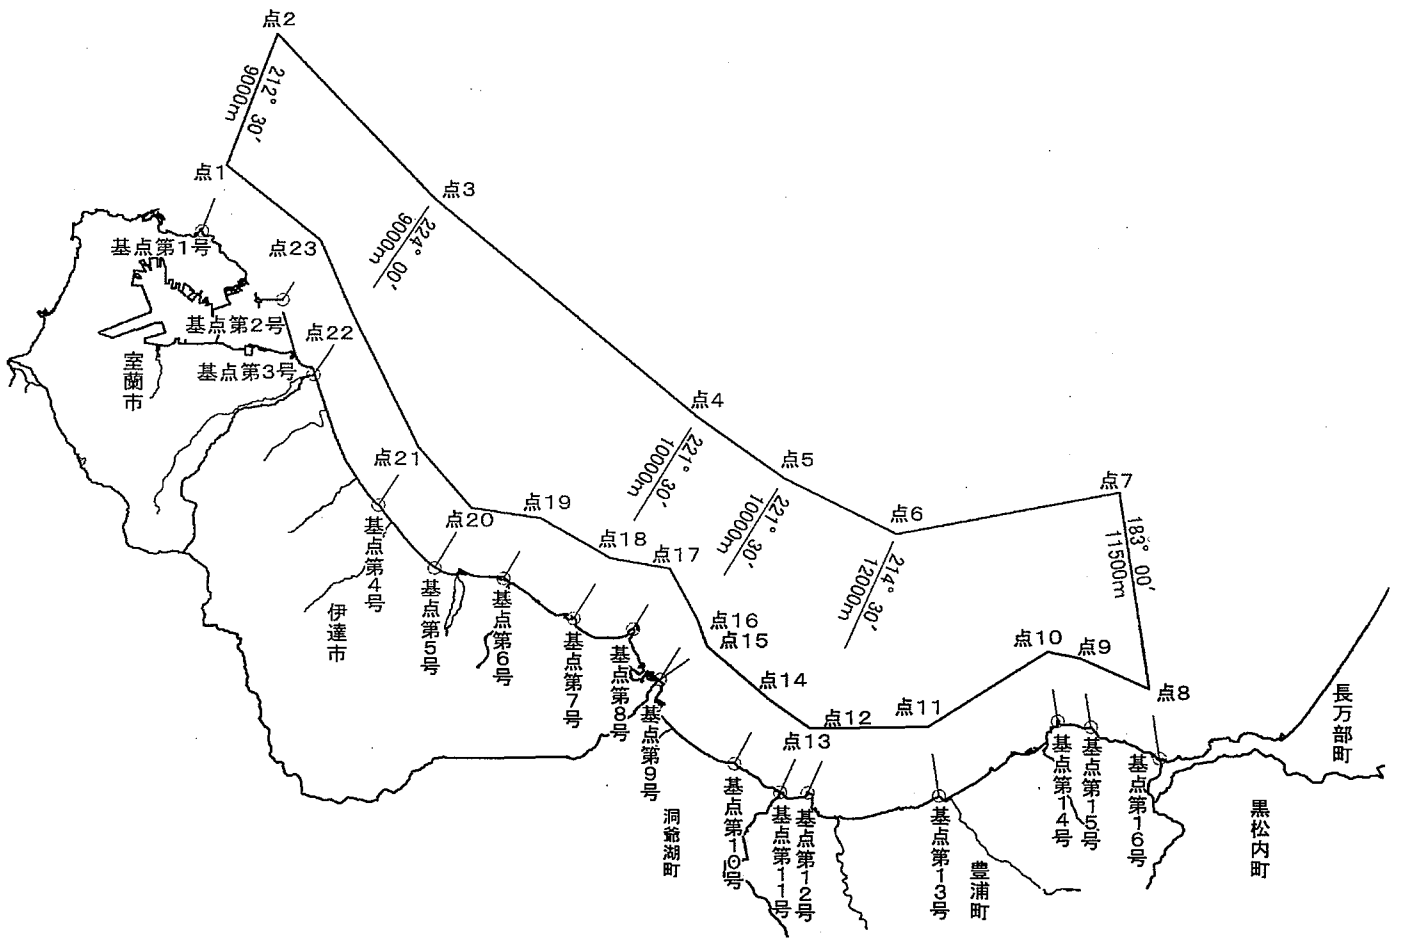 点2
212° 30′
9000m
点1
点3
224° 00′
9000m
基点第1号
点23
基点第2号
点22
室蘭市
基点第3号
点4
221° 30′
10000m
点5
221° 30′
10000m
点21
点6
214° 30′
12000m
点7
183° 00′
11500m
点20
点19
点18
点17
点16
点15
点14
点12
点11
点10
点9
点8
点13
基点第4号
伊達市
基点第5号
基点第6号
基点第7号
基点第8号
基点第9号
洞爺湖町
基点第10号
基点第11号
基点第12号
基点第13号
豊浦町
基点第14号
基点第15号
基点第16号
長万部町
黒松内町